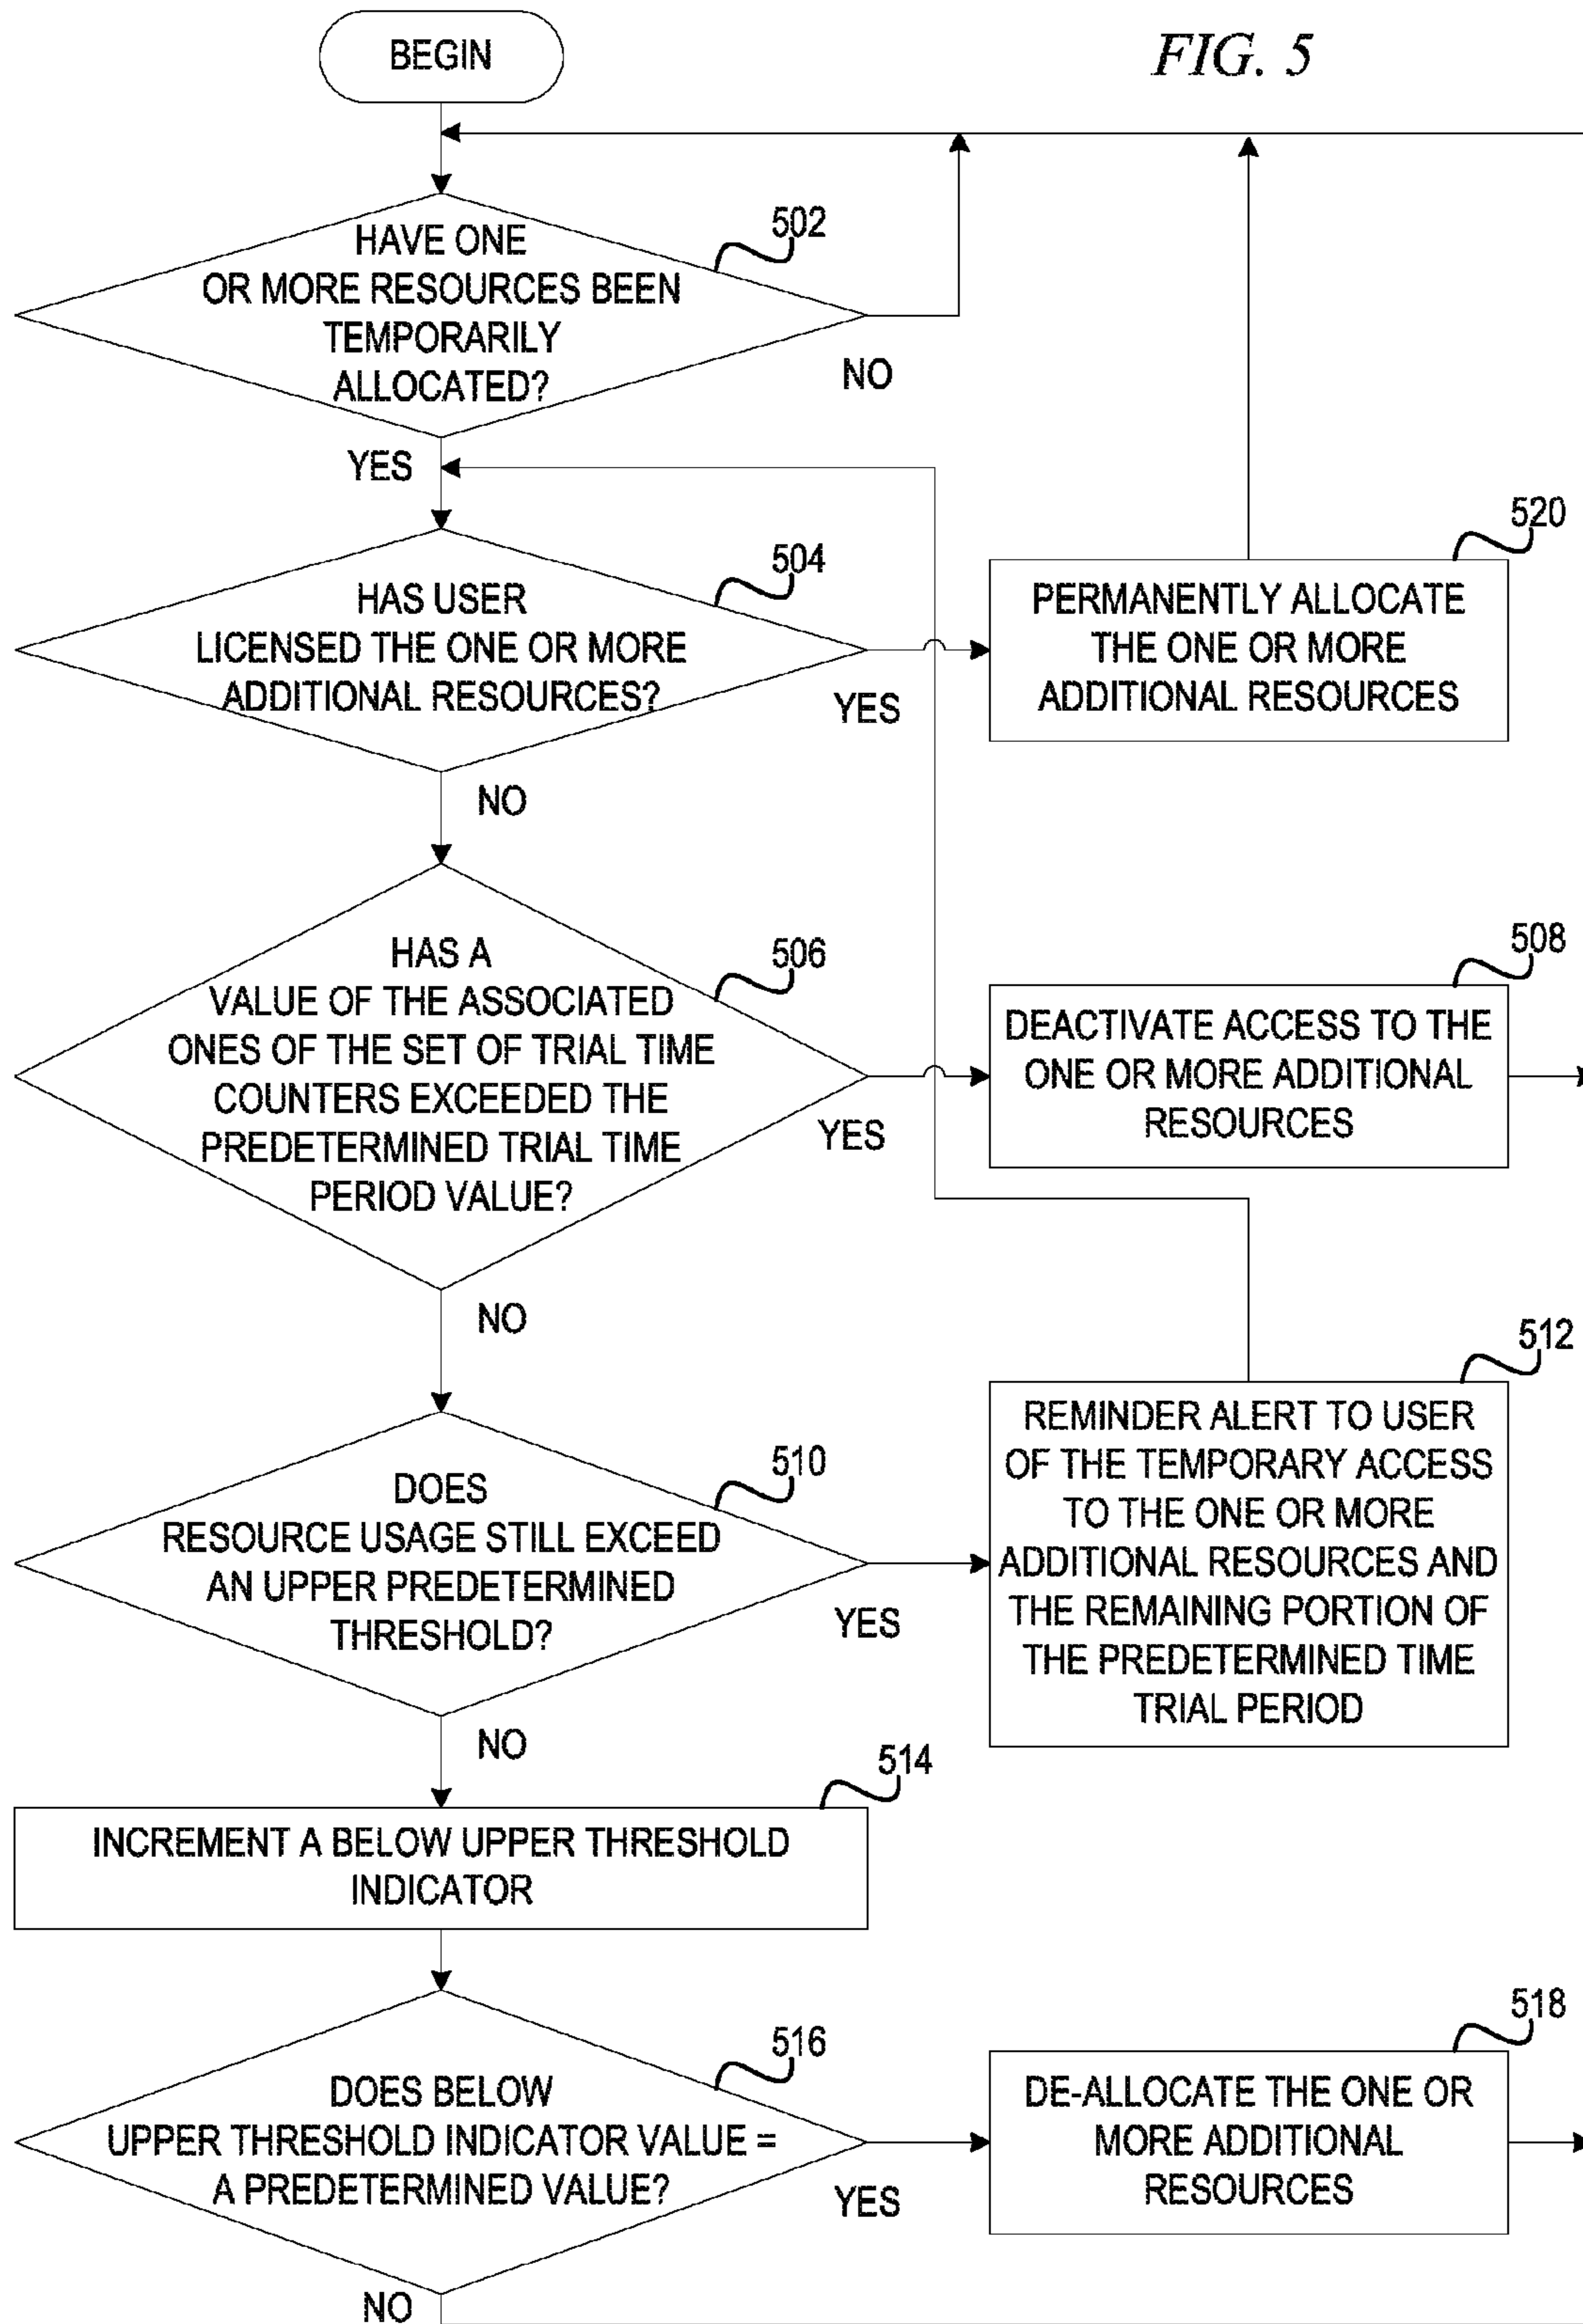 BEGIN
FIG. 5
HAVE ONE
OR MORE RESOURCES BEEN
TEMPORARILY
ALLOCATED?
502
NO
YES
HAS USER
LICENSED THE ONE OR MORE
ADDITIONAL RESOURCES?
504
YES
NO
PERMANENTLY ALLOCATE
THE ONE OR MORE
ADDITIONAL RESOURCES
520
HAS A
VALUE OF THE ASSOCIATED
ONES OF THE SET OF TRIAL TIME
COUNTERS EXCEEDED THE
PREDETERMINED TRIAL TIME
PERIOD VALUE?
506
YES
NO
DEACTIVATE ACCESS TO THE
ONE OR MORE ADDITIONAL
RESOURCES
508
DOES
RESOURCE USAGE STILL EXCEED
AN UPPER PREDETERMINED
THRESHOLD?
510
YES
NO
REMINDER ALERT TO USER
OF THE TEMPORARY ACCESS
TO THE ONE OR MORE
ADDITIONAL RESOURCES AND
THE REMAINING PORTION OF
THE PREDETERMINED TIME
TRIAL PERIOD
512
514
INCREMENT A BELOW UPPER THRESHOLD
INDICATOR
DOES BELOW
UPPER THRESHOLD INDICATOR VALUE =
A PREDETERMINED VALUE?
516
YES
NO
DE-ALLOCATE THE ONE OR
MORE ADDITIONAL
RESOURCES
518